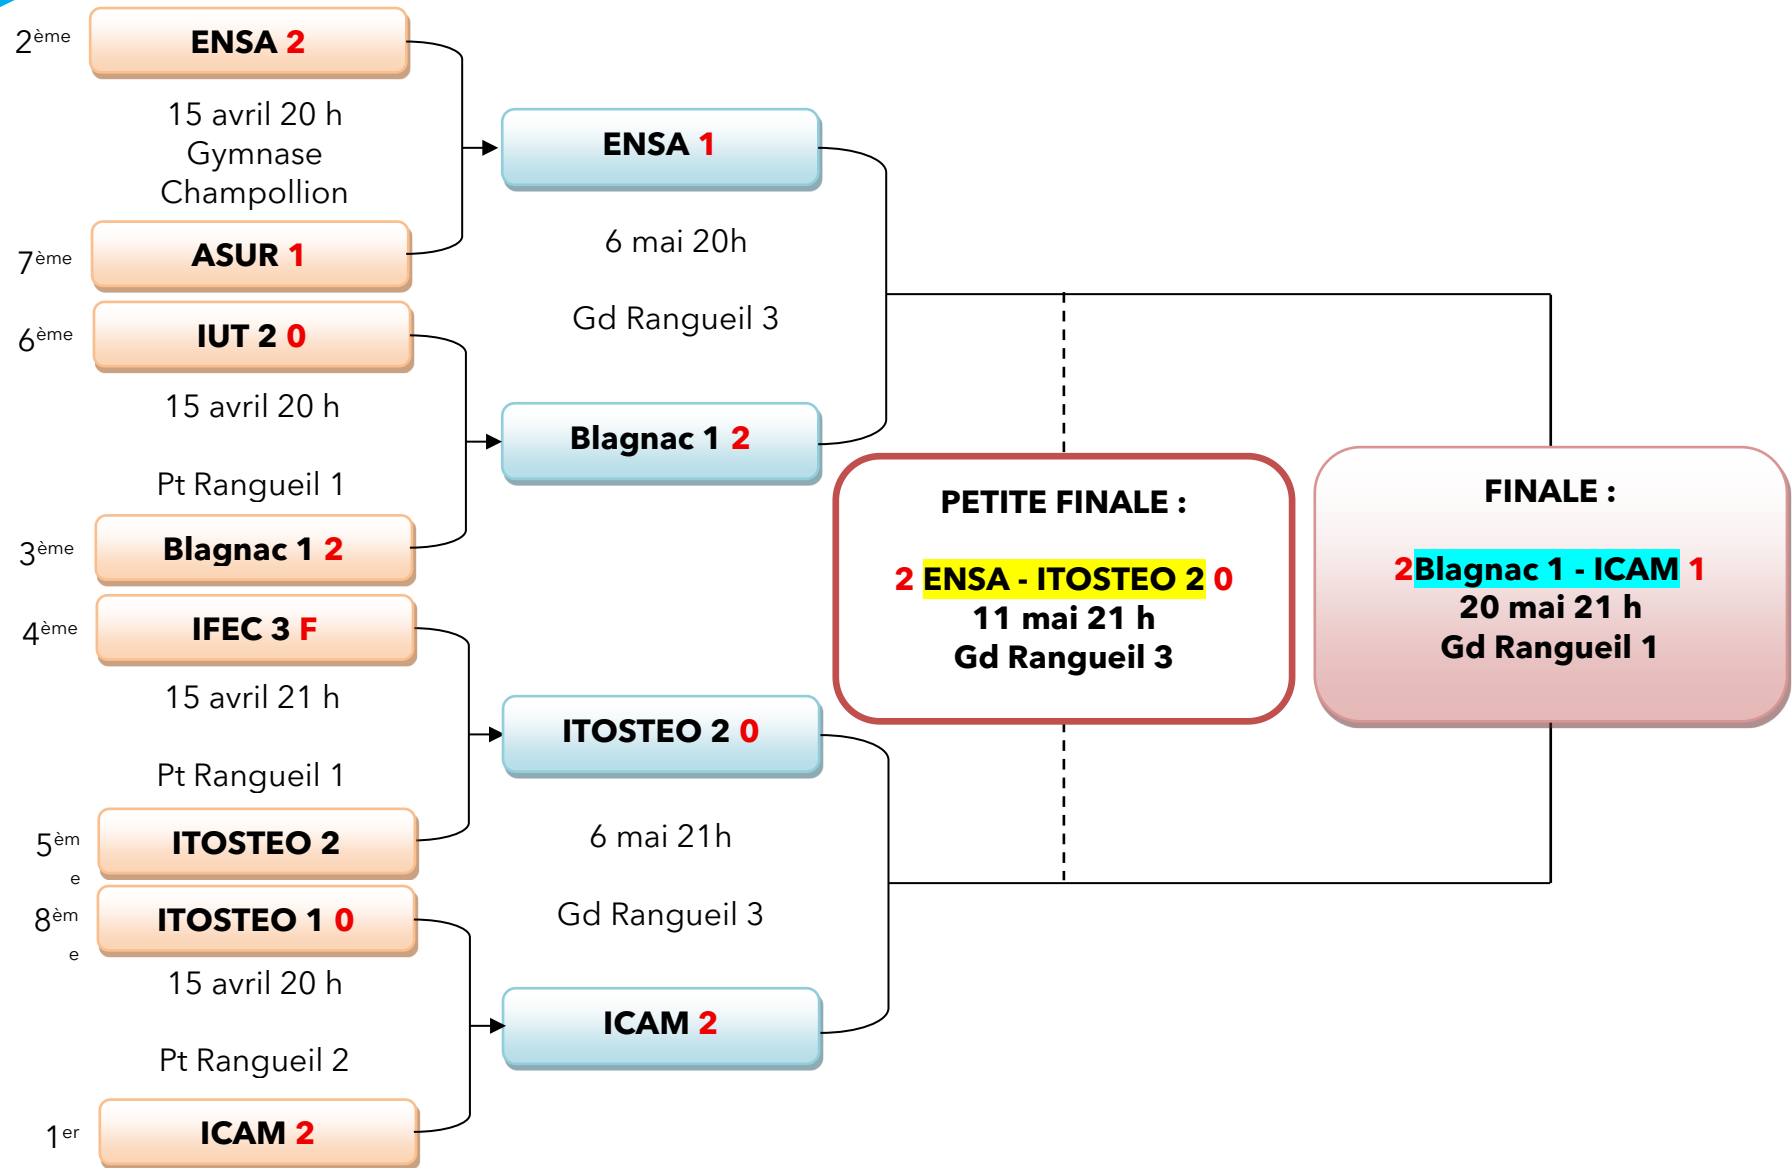 2ème
ENSA 2
15 avril 20 h
Gymnase
Champollion
7ème
ASUR 1
6ème
IUT 2 0
15 avril 20 h
Pt Rangueil 1
3ème
Blagnac 1 2
4ème
IFEC 3 F
15 avril 21 h
Pt Rangueil 1
5èm
e
ITOSTEO 2
8èm
e
ITOSTEO 1 0
15 avril 20 h
Pt Rangueil 2
1er
ICAM 2
ENSA 1
6 mai 20h
Gd Rangueil 3
Blagnac 1 2
ITOSTEO 2 0
6 mai 21h
Gd Rangueil 3
ICAM 2
PETITE FINALE :
2 ENSA - ITOSTEO 2 0
11 mai 21 h
Gd Rangueil 3
FINALE :
2Blagnac 1 - ICAM 1
20 mai 21 h
Gd Rangueil 1